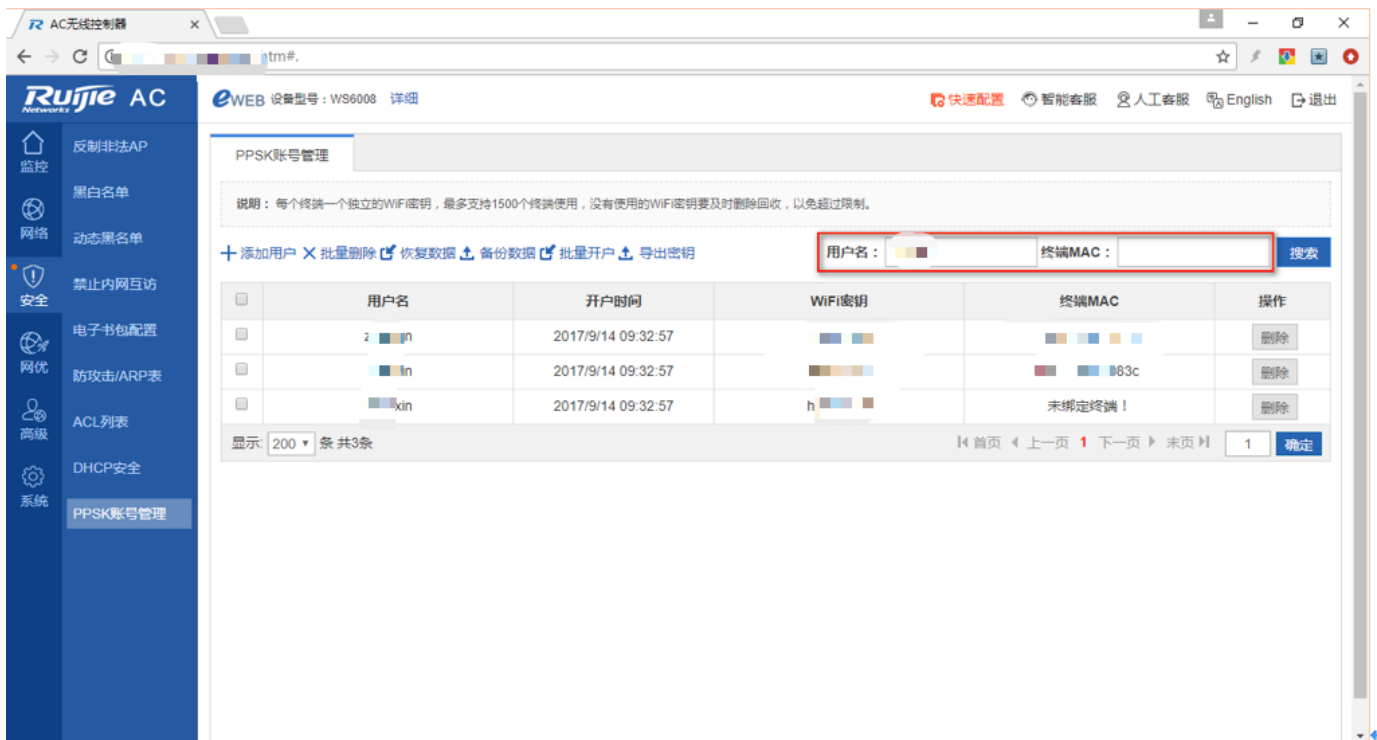 AC无线控制器
tm#.
Ruijie Networks AC
eWEB 设备型号：WS6008 详细 快速配置 智能客服 人工客服 English 退出
监控
网络
安全
网优
高级
系统
反制非法AP
黑白名单
动态黑名单
禁止内网互访
电子书包配置
防攻击/ARP表
ACL列表
DHCP安全
PPSK账号管理
PPSK账号管理
说明：每个终端一个独立的WiFi密钥，最多支持1500个终端使用，没有使用的WiFi密钥要及时删除回收，以免超过限制。
添加用户 批量删除 恢复数据 备份数据 批量开户 导出密钥 用户名： 终端MAC： 搜索
用户名 开户时间 WiFi密钥 终端MAC 操作
2017/9/14 09:32:57 删除
2017/9/14 09:32:57 83c 删除
xin 2017/9/14 09:32:57 h 未绑定终端！ 删除
显示: 200 条 共3条 首页 上一页 1 下一页 末页 1 确定